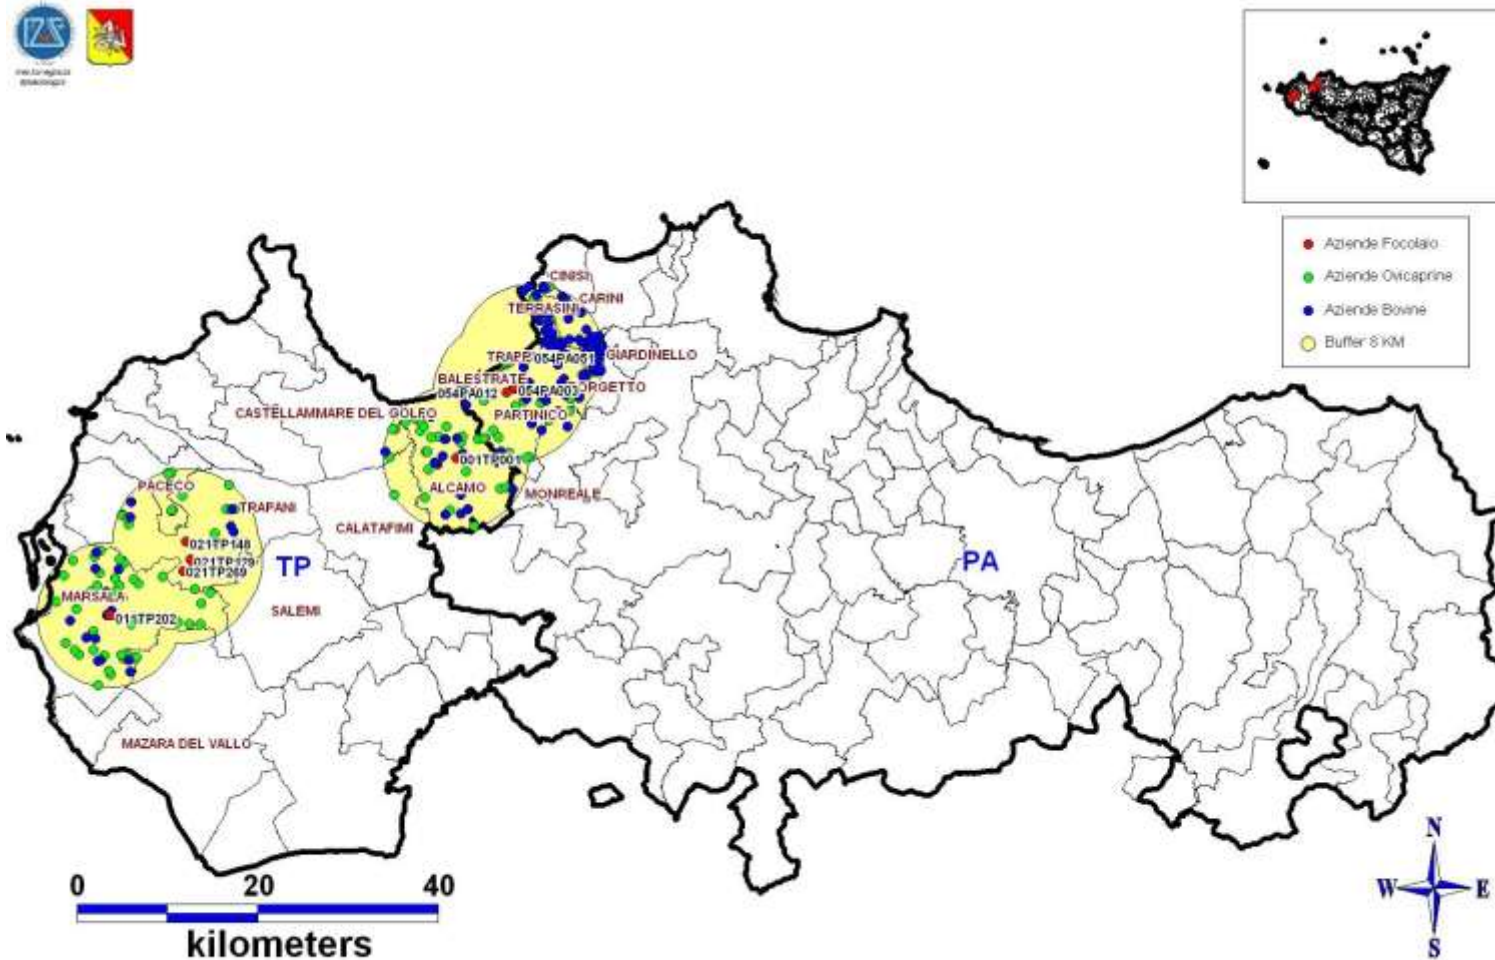 IZS
CINISI
CARINI
TERRASINI
054PA051
GIARDINELLO
BALESTRATE
054PA012
054PA003
CASTELLAMMARE DEL GOLFO
PARTINICO
001TP001
ALCAMO
MONREALE
PACECO
TRAPANI
CALATAFIMI
021TP148
021TP269
TP
PA
MARSALA
011TP202
SALEMI
MAZARA DEL VALLO
Aziende Focolaio
Aziende Ovicaprine
Aziende Bovine
Buffer 8 KM
0 20 40
kilometers
N
W E
S